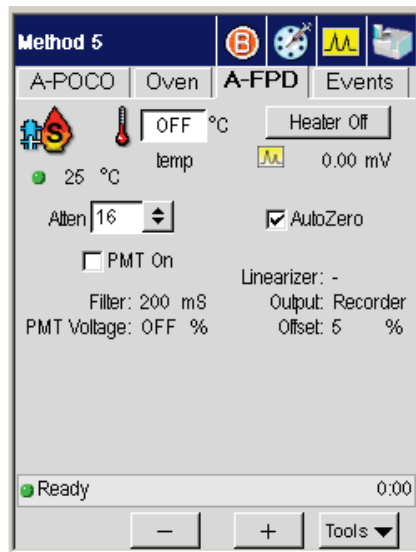 Method 5
B
A-POCO Oven A-FPD Events
S OFF °C Heater Off
temp 0.00 mV
25 °C
Atten 16 AutoZero
PMT On
Linearizer: -
Filter: 200 mS Output: Recorder
PMT Voltage: OFF % Offset: 5 %
Ready 0:00
− + Tools